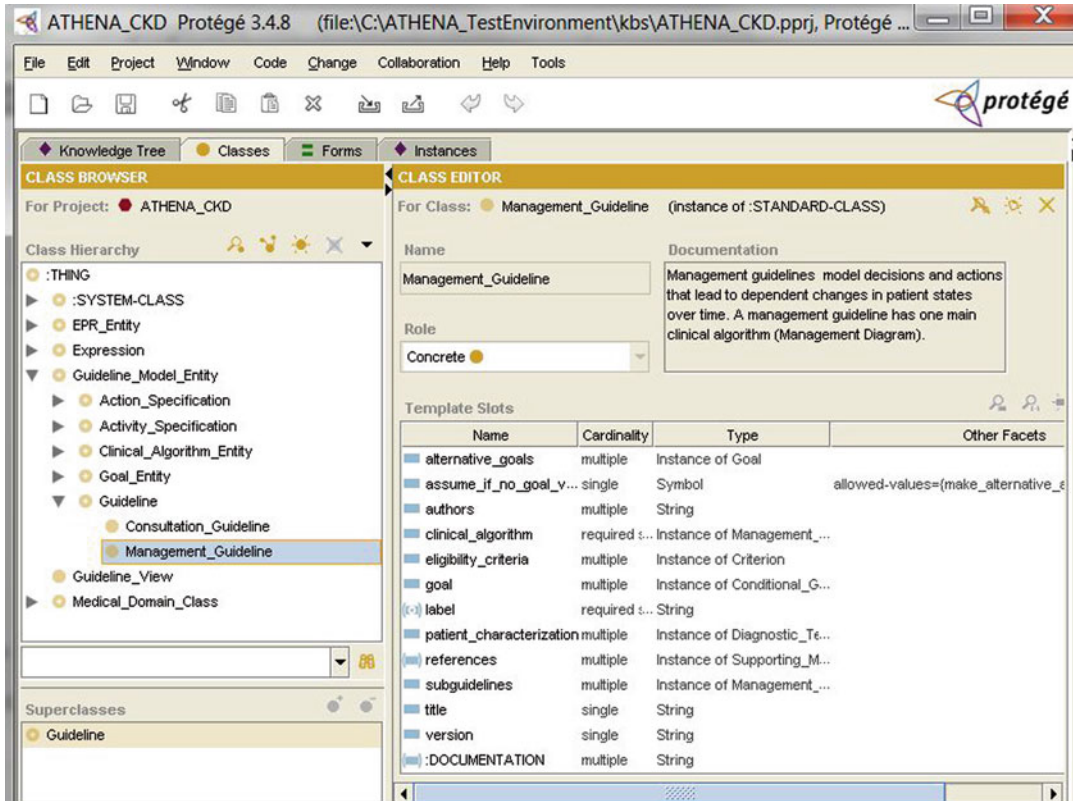 ATHENA_CKD Protégé 3.4.8 (file:\C:\ATHENA_TestEnvironment\kbs\ATHENA_CKD.pprj, Protégé ...
File Edit Project Window Code Change Collaboration Help Tools
protégé
Knowledge Tree Classes Forms Instances
CLASS BROWSER
For Project: ATHENA_CKD
Class Hierarchy
:THING
:SYSTEM-CLASS
EPR_Entity
Expression
Guideline_Model_Entity
Action_Specification
Activity_Specification
Clinical_Algorithm_Entity
Goal_Entity
Guideline
Consultation_Guideline
Management_Guideline
Guideline_View
Medical_Domain_Class
Superclasses
Guideline
CLASS EDITOR
For Class: Management_Guideline (instance of :STANDARD-CLASS)
Name
Management_Guideline
Role
Concrete
Documentation
Management guidelines model decisions and actions
that lead to dependent changes in patient states
over time. A management guideline has one main
clinical algorithm (Management Diagram).
Template Slots
Name Cardinality Type Other Facets
alternative_goals multiple Instance of Goal
assume_if_no_goal_v... single Symbol allowed-values={make_alternative_a
authors multiple String
clinical_algorithm required s... Instance of Management_...
eligibility_criteria multiple Instance of Criterion
goal multiple Instance of Conditional_G...
label required s... String
patient_characterization multiple Instance of Diagnostic_Te...
references multiple Instance of Supporting_M...
subguidelines multiple Instance of Management_...
title single String
version single String
:DOCUMENTATION multiple String